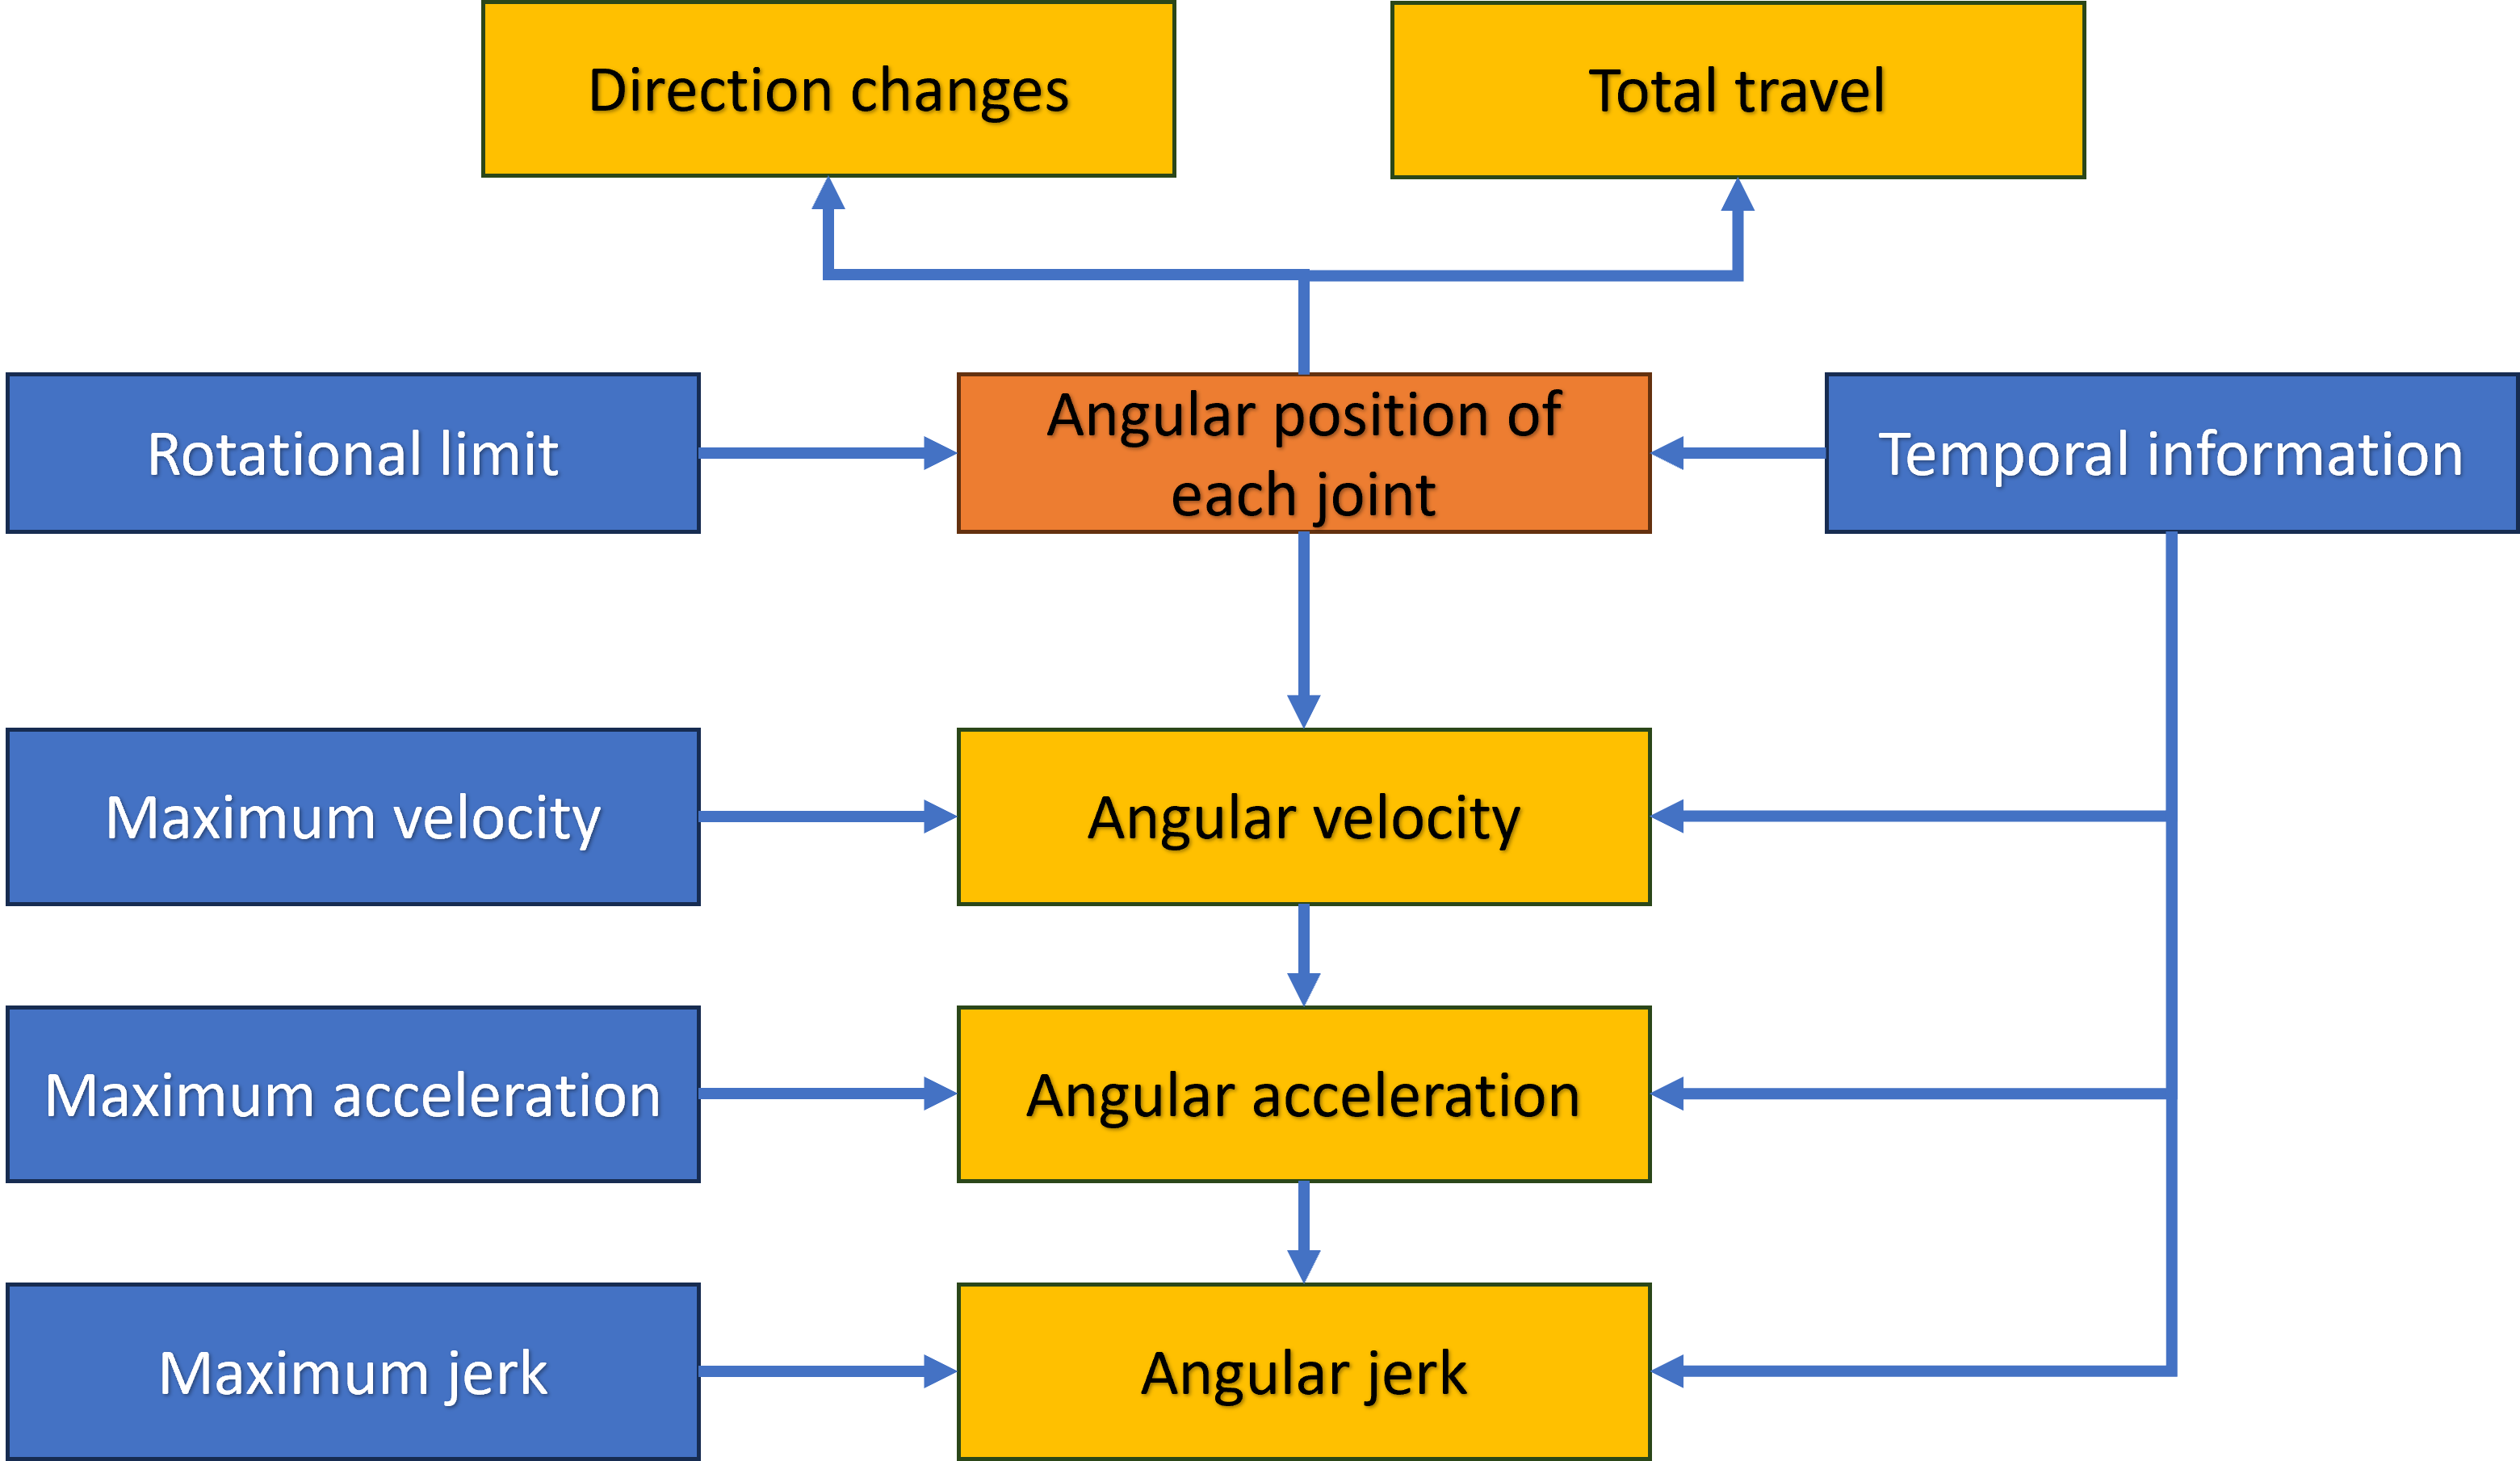 Direction changes
Total travel
Rotational limit
Angular position of
each joint
Temporal information
Maximum velocity
Angular velocity
Maximum acceleration
Angular acceleration
Maximum jerk
Angular jerk